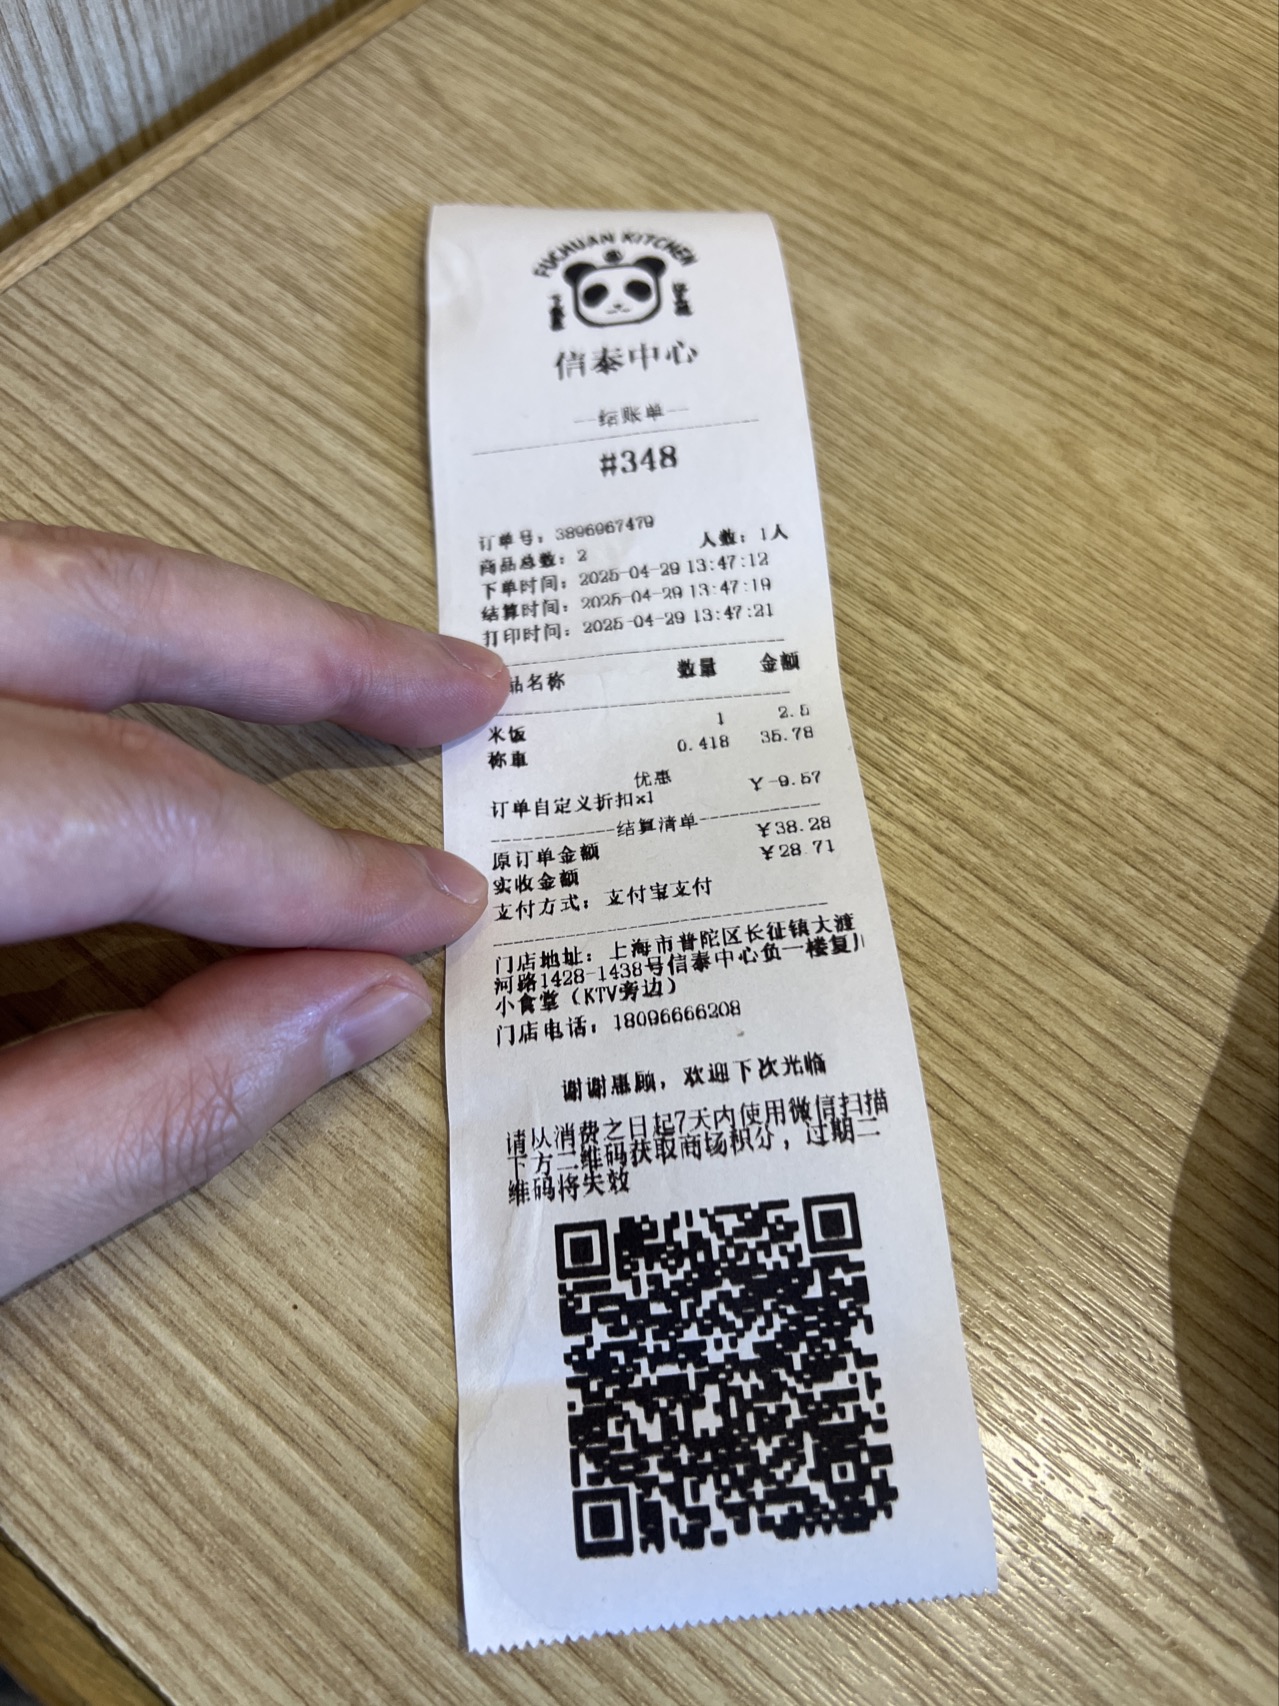 FUCHUAN KITCHEN
信泰中心
—结账单—
#348
订单号：3896967479
商品总数：2 人数：1人
下单时间：2025-04-29 13:47:12
结算时间：2025-04-29 13:47:19
打印时间：2025-04-29 13:47:21
品名称 数量 金额
米饭 1 2.5
称重 0.418 35.78
优惠
订单自定义折扣x1 ￥-9.57
结算清单
原订单金额 ￥38.28
实收金额 ￥28.71
支付方式：支付宝支付
门店地址：上海市普陀区长征镇大渡
河路1428-1438号信泰中心负一楼复川
小食堂（KTV旁边）
门店电话：18096666208
谢谢惠顾，欢迎下次光临
请从消费之日起7天内使用微信扫描
下方二维码获取商场积分，过期二
维码将失效